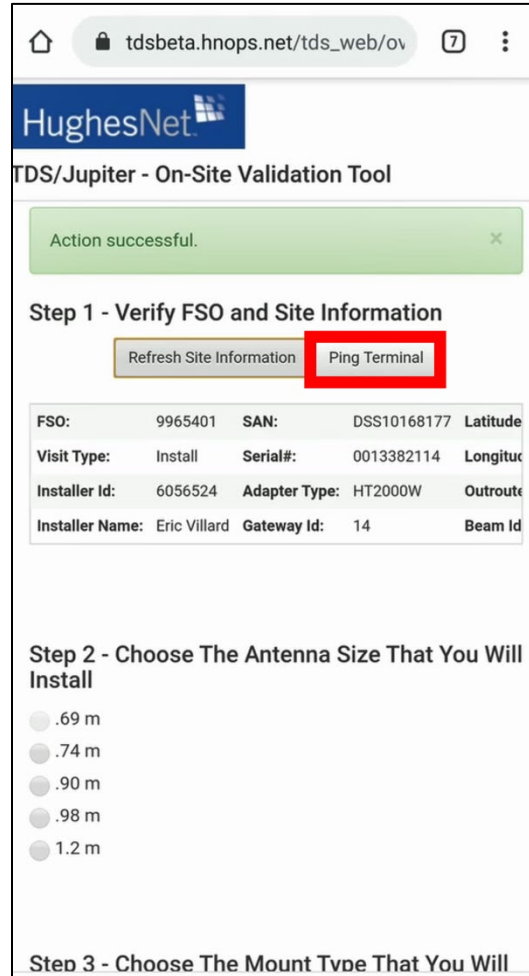 tdsbeta.hnops.net/tds_web/ov 7
HughesNet
TDS/Jupiter - On-Site Validation Tool
Action successful. ×
Step 1 - Verify FSO and Site Information
Refresh Site Information Ping Terminal
FSO: 9965401 SAN: DSS10168177 Latitude
Visit Type: Install Serial#: 0013382114 Longitud
Installer Id: 6056524 Adapter Type: HT2000W Outroute
Installer Name: Eric Villard Gateway Id: 14 Beam Id
Step 2 - Choose The Antenna Size That You Will
Install
.69 m
.74 m
.90 m
.98 m
1.2 m
Step 3 - Choose The Mount Type That You Will